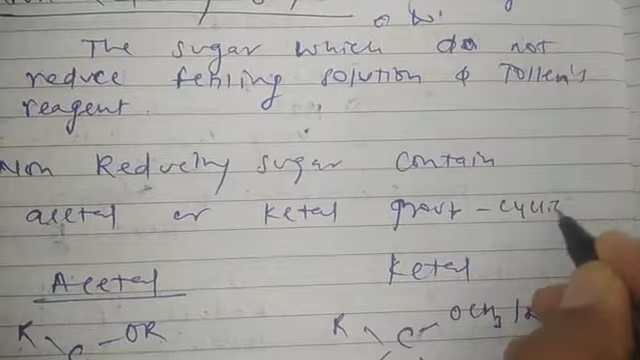 The sugar which do not
reduce fehling solution & Tollen's
reagent.
Non Reducing sugar contain
acetal or ketal group -
Acetal
Ketal
R
OR
C
R
OCH3
C